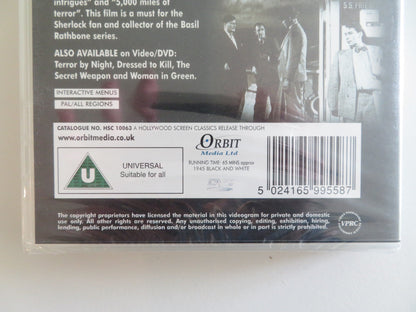 intrigues" and "5,000 miles of
terror". This film is a must for the
Sherlock fan and collector of the Basil
Rathbone series.
ALSO AVAILABLE on Video/DVD:
Terror by Night, Dressed to Kill, The
Secret Weapon and Woman in Green.
INTERACTIVE MENUS
PAL/ALL REGIONS
CATALOGUE NO. HSC 10063 A HOLLYWOOD SCREEN CLASSICS RELEASE THROUGH
www.orbitmedia.co.uk
U
UNIVERSAL
Suitable for all
ORBIT
Media Ltd
RUNNING TIME: 65 MINS approx
1945 BLACK AND WHITE
5 024165 995587
The copyright proprietors have licensed the material in this videogram for private and domestic
use only. All other rights are reserved. Any unauthorised copying, editing, exhibition, hiring,
lending, public performance, diffusion and/or broadcast in whole or in part is strictly prohibited.
VPRC